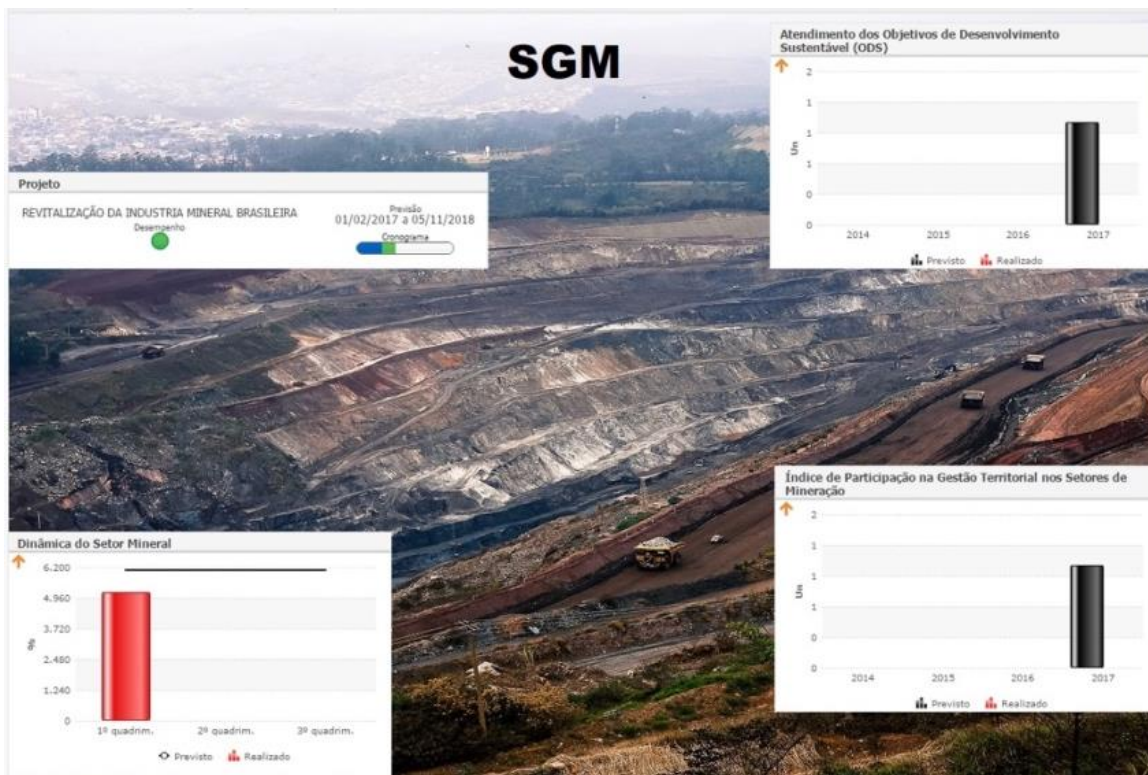 SGM
Projeto
REVITALIZAÇÃO DA INDUSTRIA MINERAL BRASILEIRA
Desempenho
Previsão
01/02/2017 a 05/11/2018
Cronograma
Atendimento dos Objetivos de Desenvolvimento
Sustentável (ODS)
2
1
1
1
0
0
Un
2014 2015 2016 2017
Previsto Realizado
Dinâmica do Setor Mineral
6.200
4.960
3.720
2.480
1.240
0
%
1º quadrim. 2º quadrim. 3º quadrim.
Previsto Realizado
Índice de Participação na Gestão Territorial nos Setores de
Mineração
2
1
1
1
0
0
Un
2014 2015 2016 2017
Previsto Realizado